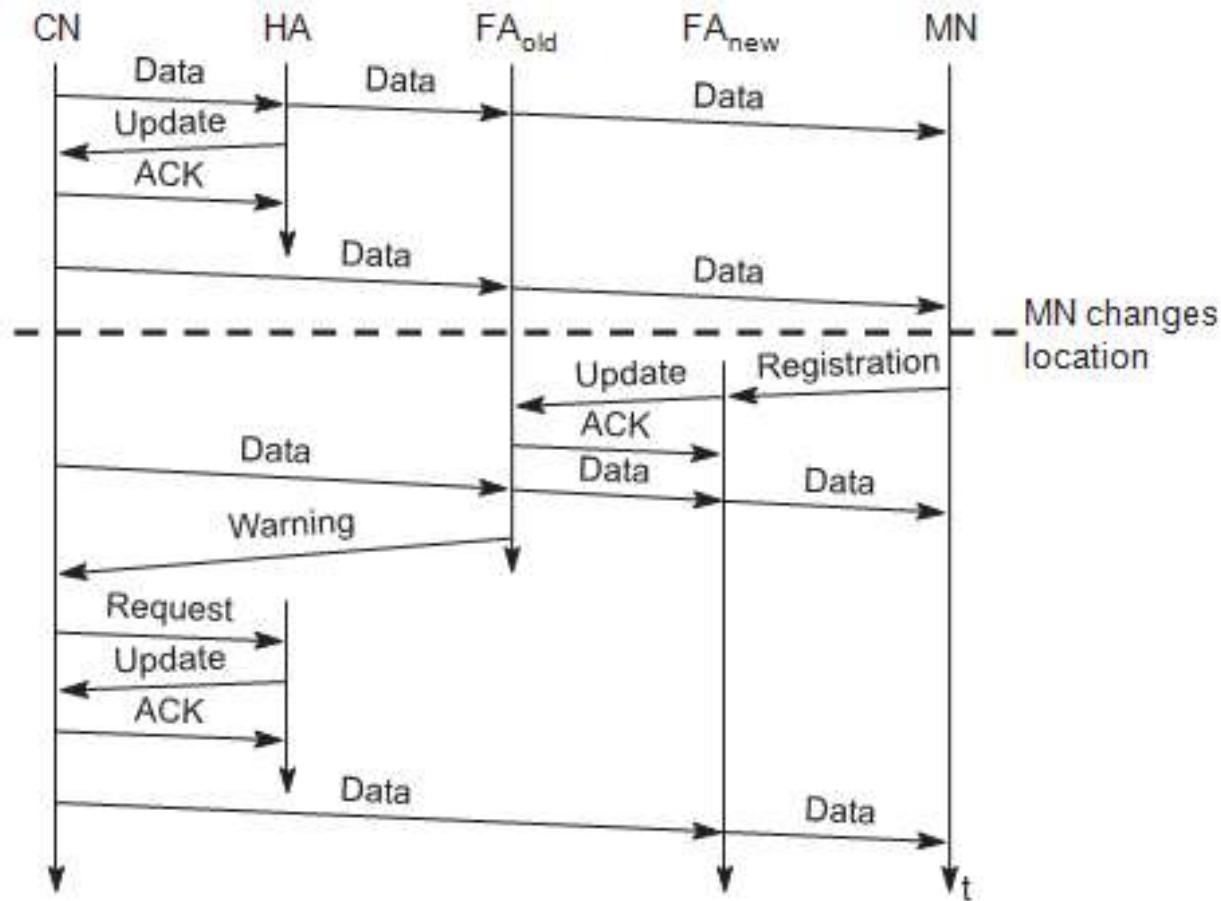 CN HA FAold FAnew MN
Data Data Data
Update
ACK
Data Data
MN changes
location
Update Registration
ACK
Data Data Data
Warning
Request
Update
ACK
Data Data
t